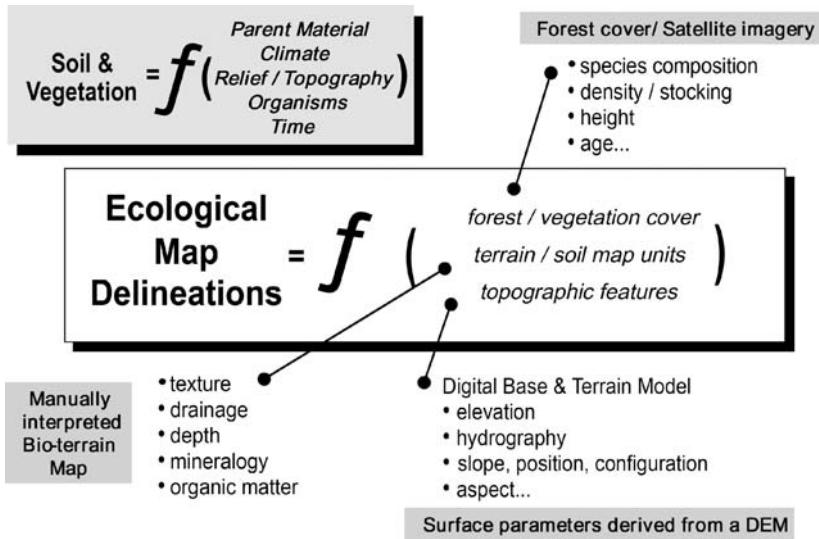 Soil &
Vegetation
= f (
Parent Material
Climate
Relief / Topography
Organisms
Time
)
Forest cover/ Satellite imagery
• species composition
• density / stocking
• height
• age...
Ecological
Map
Delineations
= f (
forest / vegetation cover
terrain / soil map units
topographic features
)
Manually
interpreted
Bio-terrain
Map
• texture
• drainage
• depth
• mineralogy
• organic matter
Digital Base & Terrain Model
• elevation
• hydrography
• slope, position, configuration
• aspect...
Surface parameters derived from a DEM